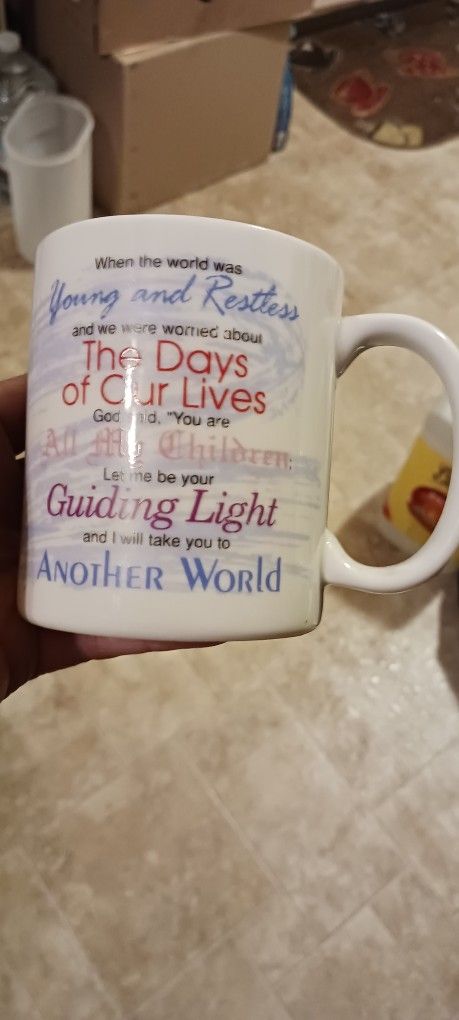 When the world was
Young and Restless
and we were worried about
The Days
of Our Lives
God said, "You are
All My Children;
Let me be your
Guiding Light
and I will take you to
ANOTHER WORLD